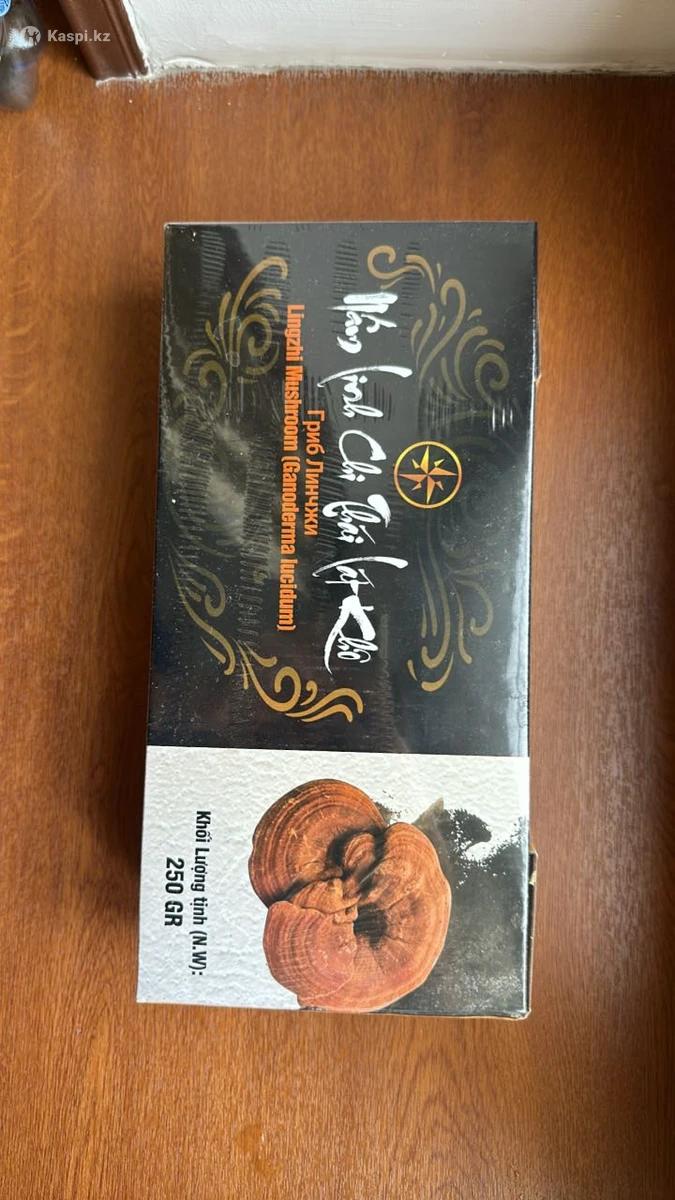 Kaspi.kz
Nấm Linh Chi Thái Lát Khô
Гриб Линчжи
Lingzhi Mushroom (Ganoderma lucidum)
Khối Lượng tịnh (N.W):
250 GR